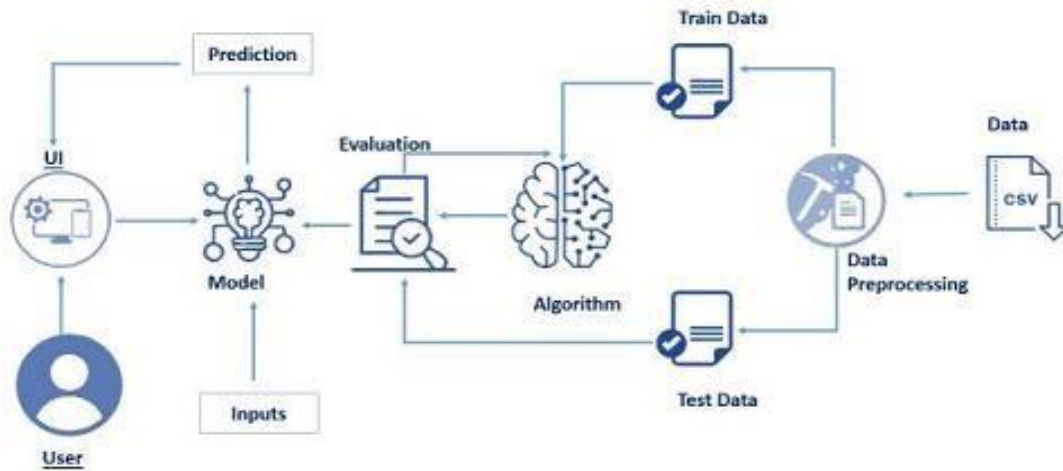 Train Data
Prediction
Evaluation
Data
UI
CSV
Model
Data
Preprocessing
Algorithm
Inputs
Test Data
User